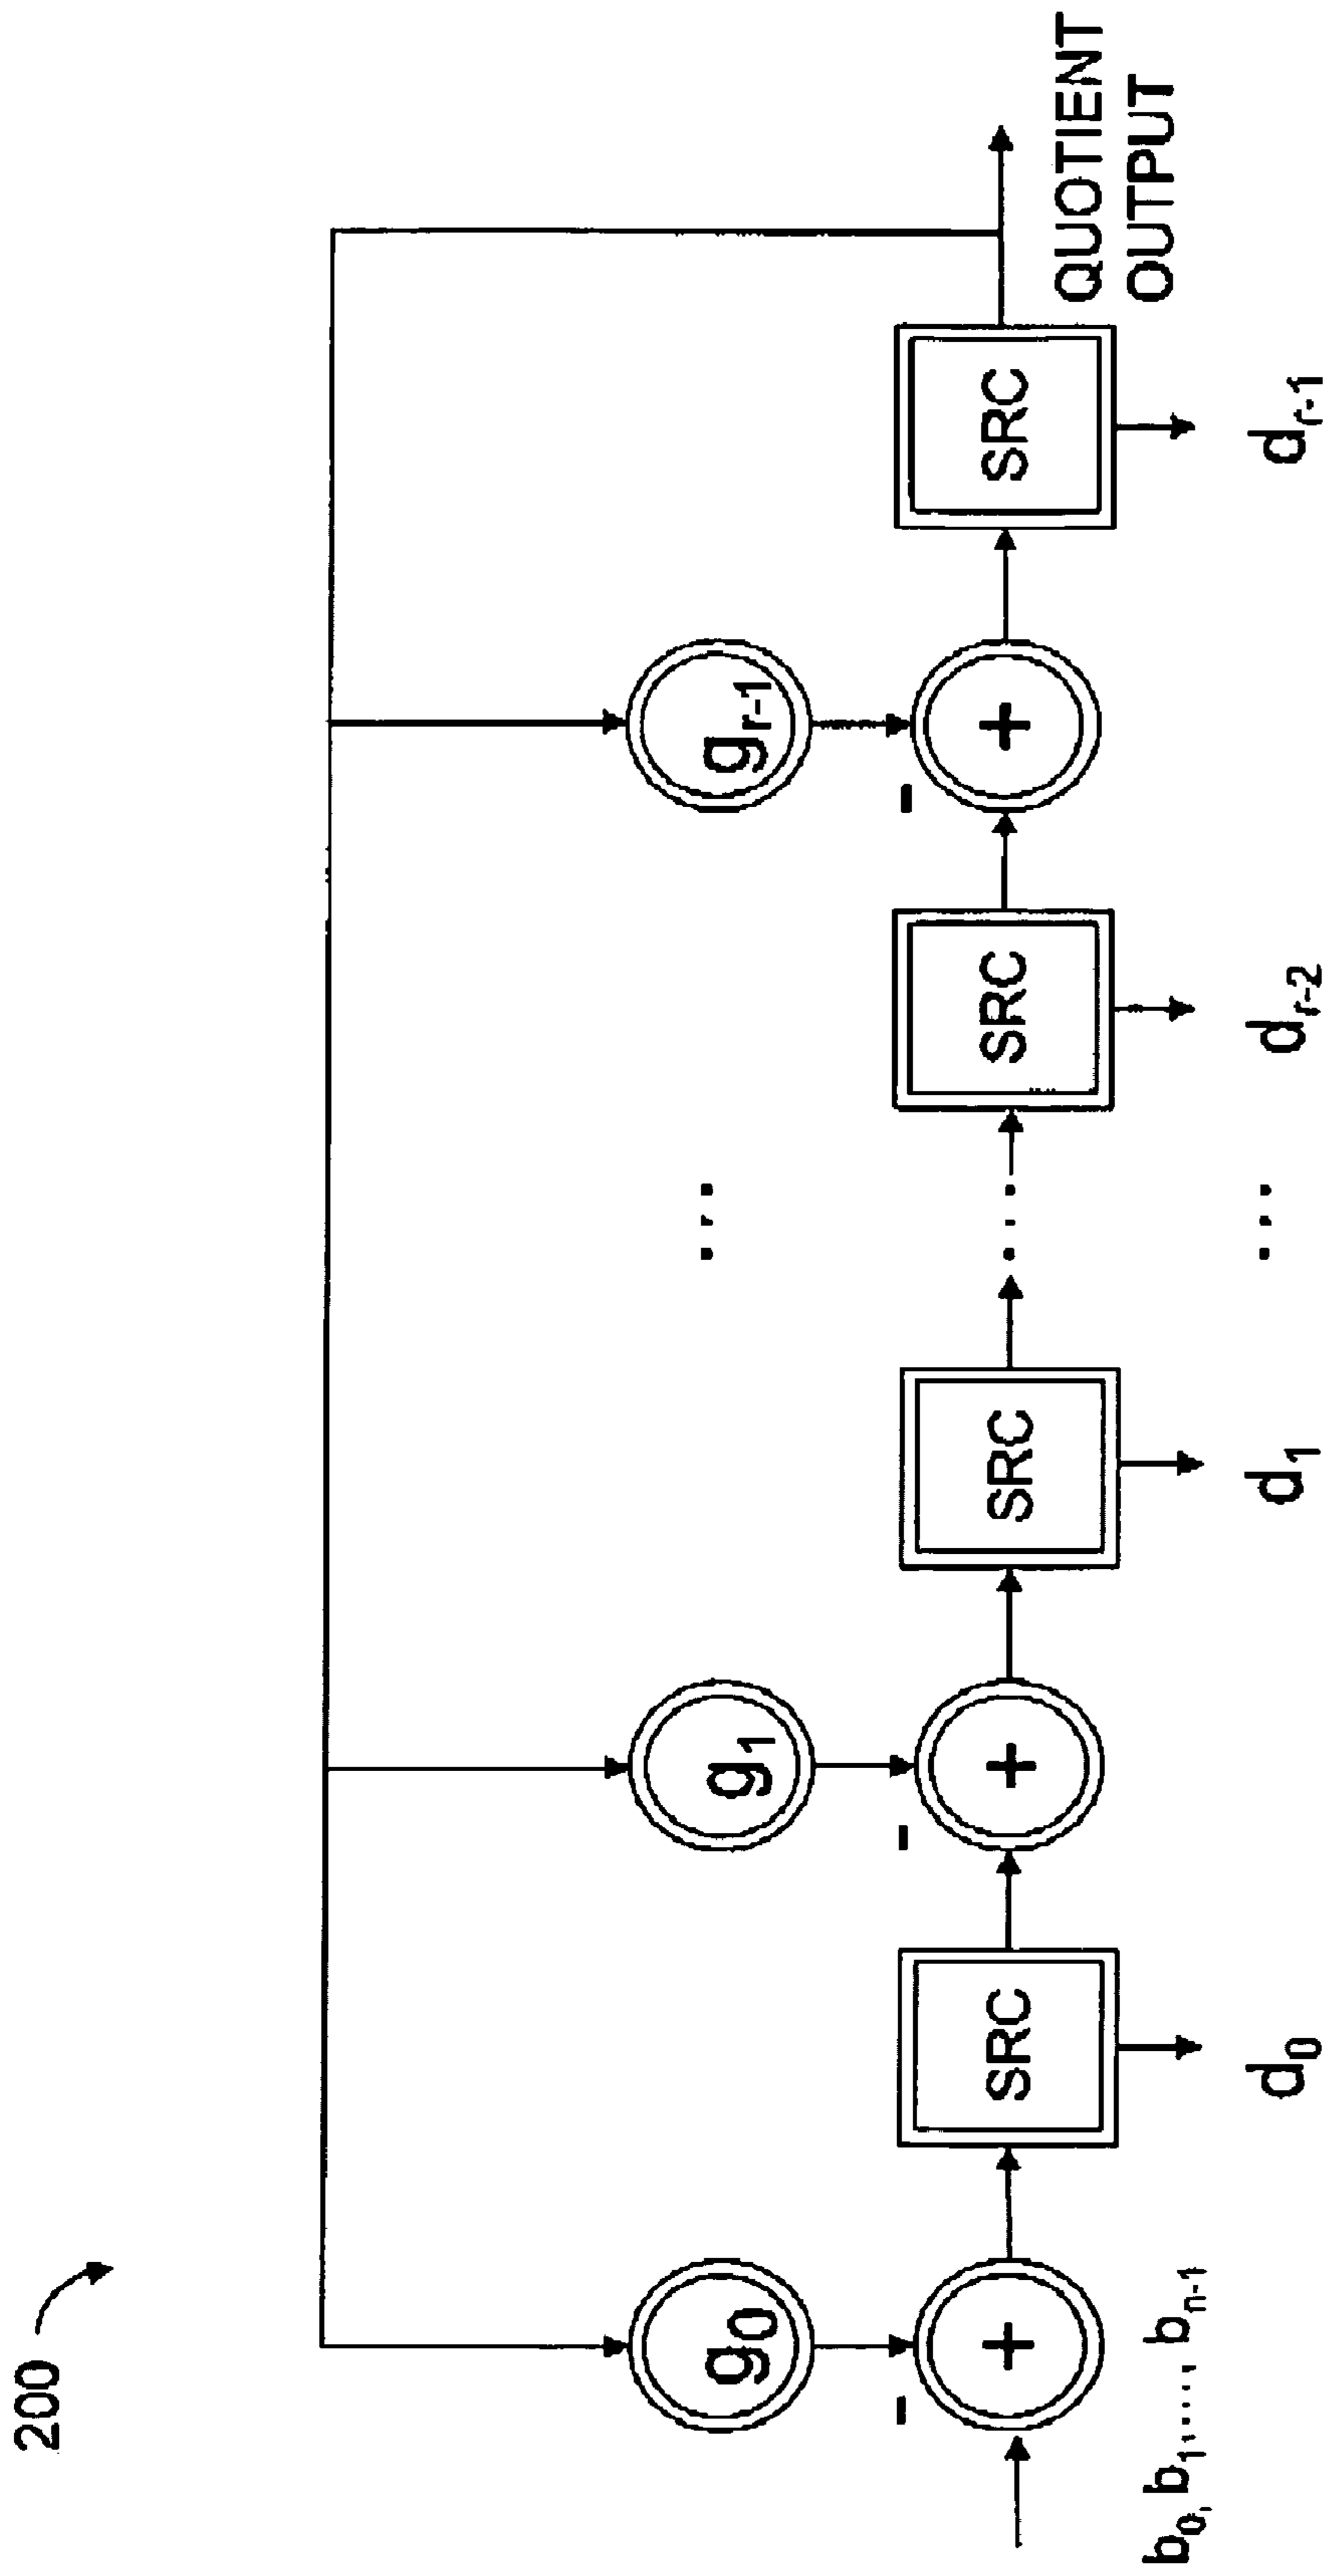 200
g₀ g₁ ... gᵣ₋₁
- - -
+ SRC + SRC ... SRC + SRC
QUOTIENT
OUTPUT
b₀, b₁,...., bₙ₋₁
d₀ d₁ ... dᵣ₋₂ dᵣ₋₁